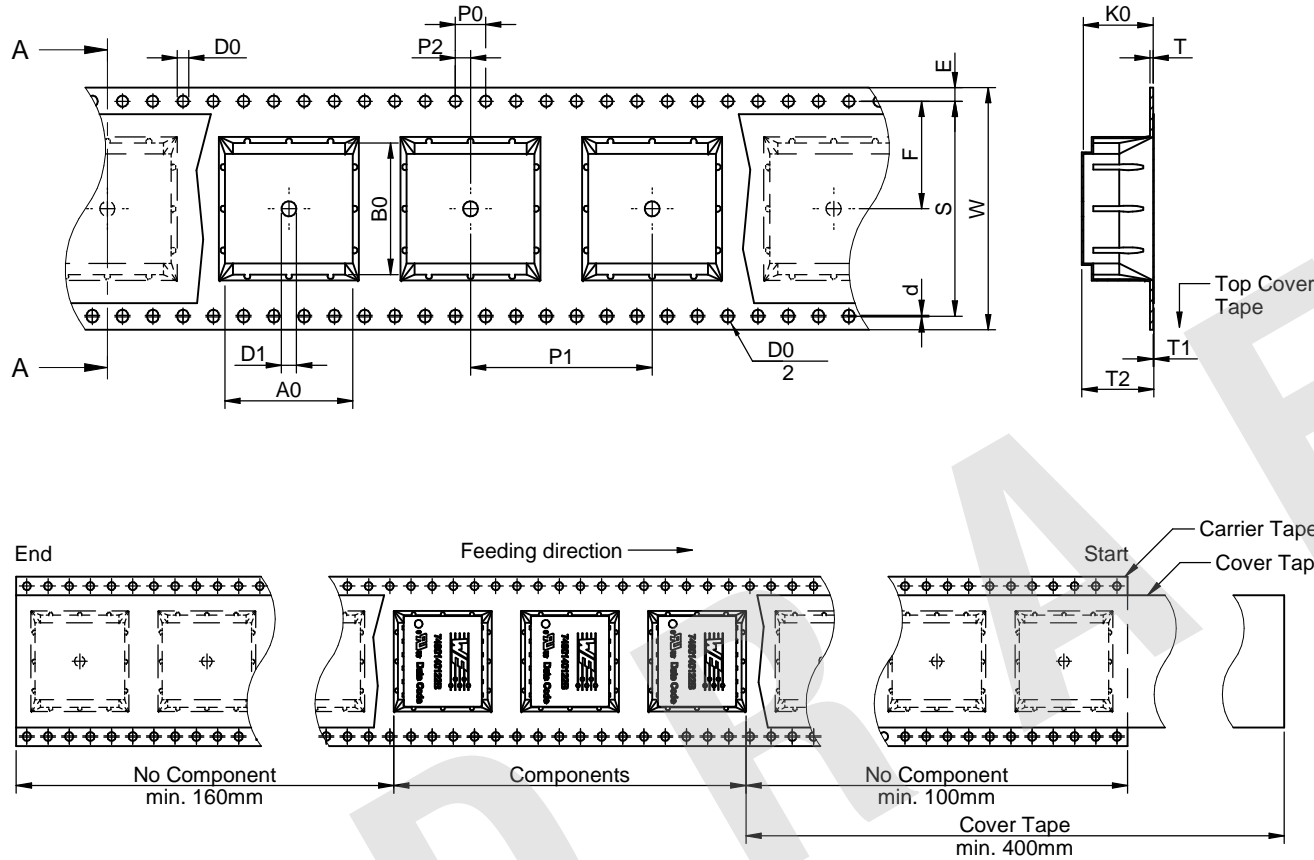 P0
K0
A
D0
P2
E
T
F
B0
S
W
d
Top Cover
Tape
D1
P1
D0
2
T1
A
A0
T2
End
Feeding direction
Start
Carrier Tape
Cover Tap
Date Code
Date Code
Date Code
No Component
min. 160mm
Components
No Component
min. 100mm
Cover Tape
min. 400mm
DRAF